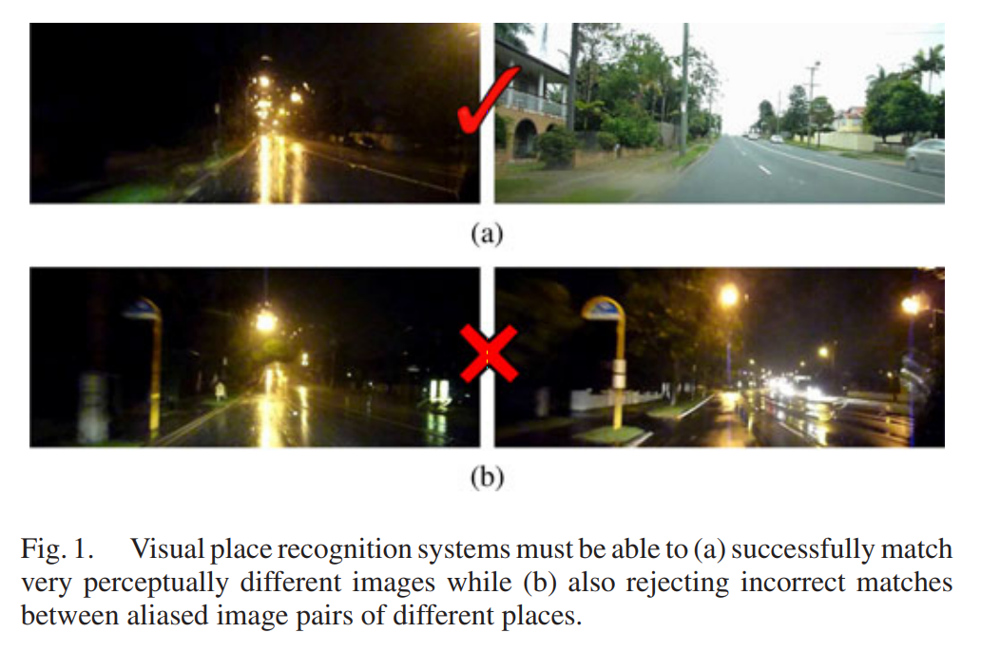 (a)
(b)
Fig. 1. Visual place recognition systems must be able to (a) successfully match
very perceptually different images while (b) also rejecting incorrect matches
between aliased image pairs of different places.